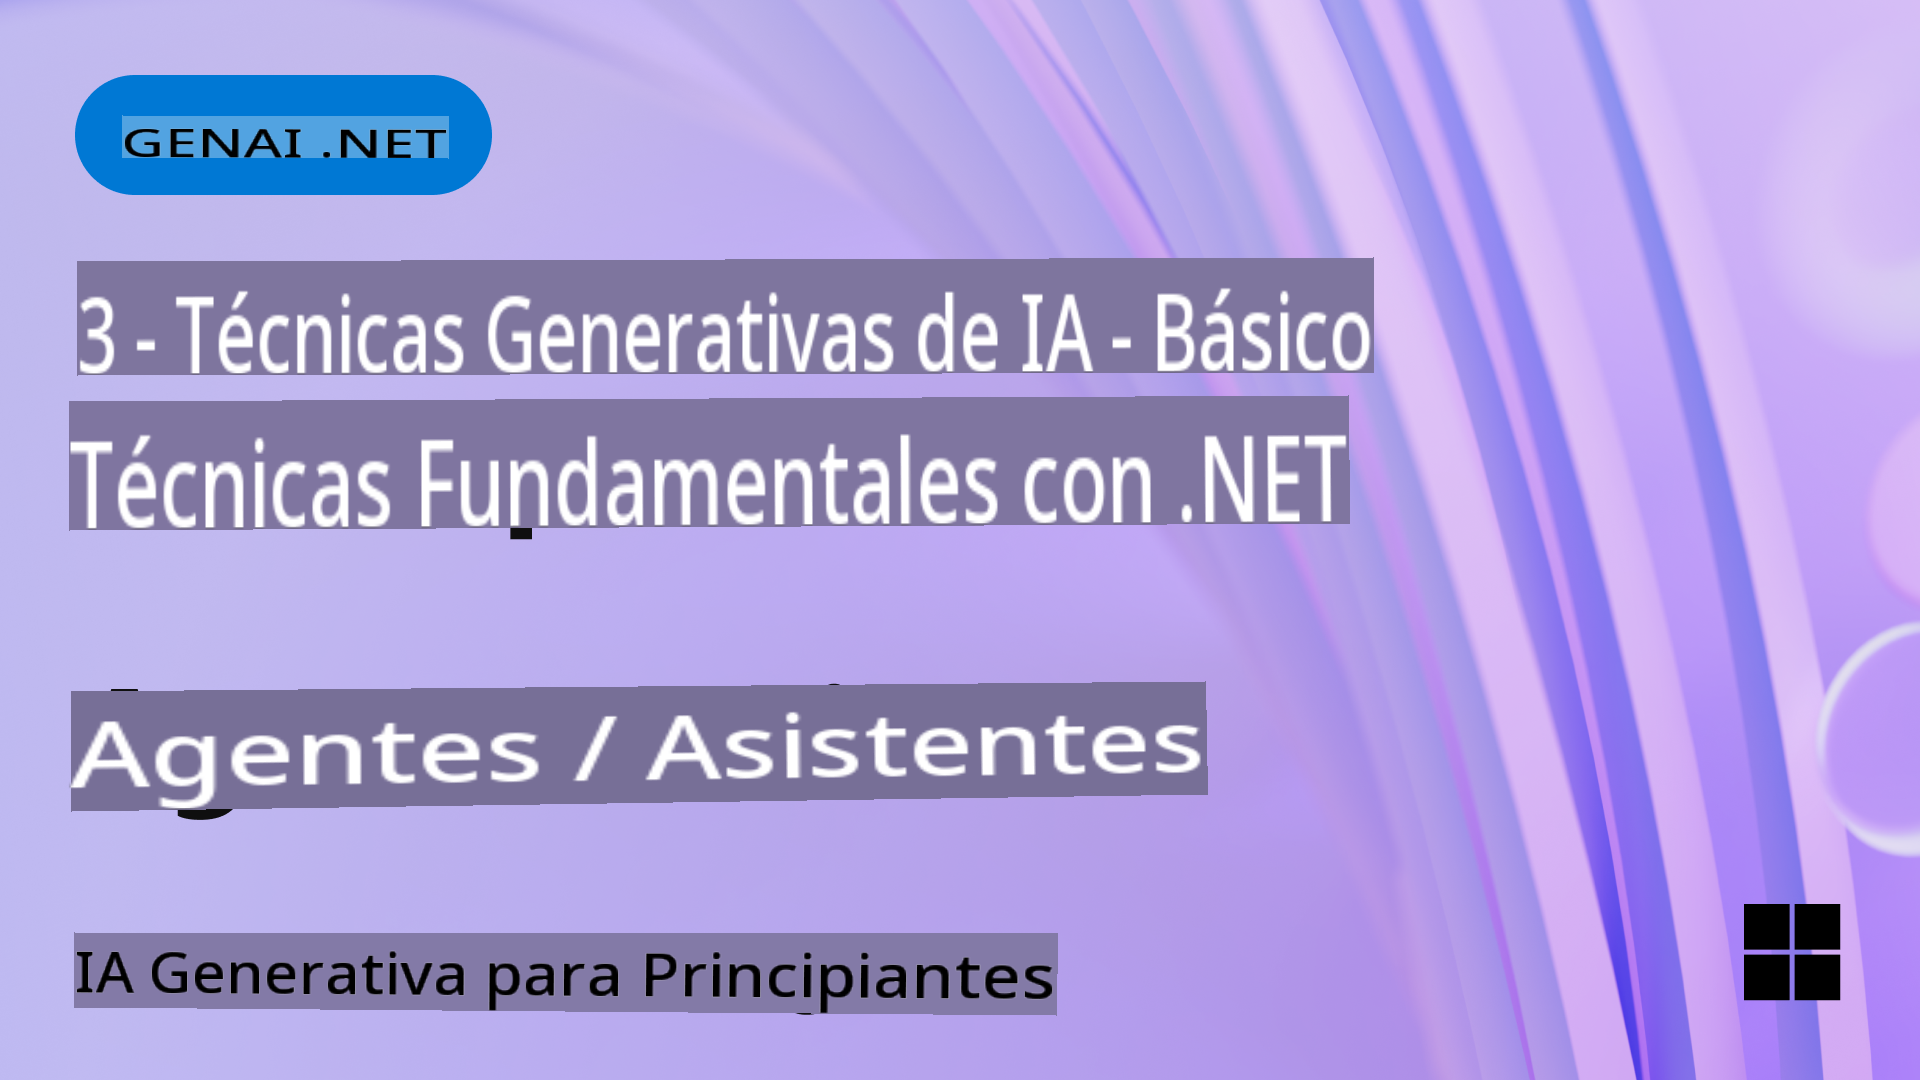 GENAI .NET
3 - Técnicas Generativas de IA - Básico
Técnicas Fundamentales con .NET
Agentes / Asistentes
IA Generativa para Principiantes